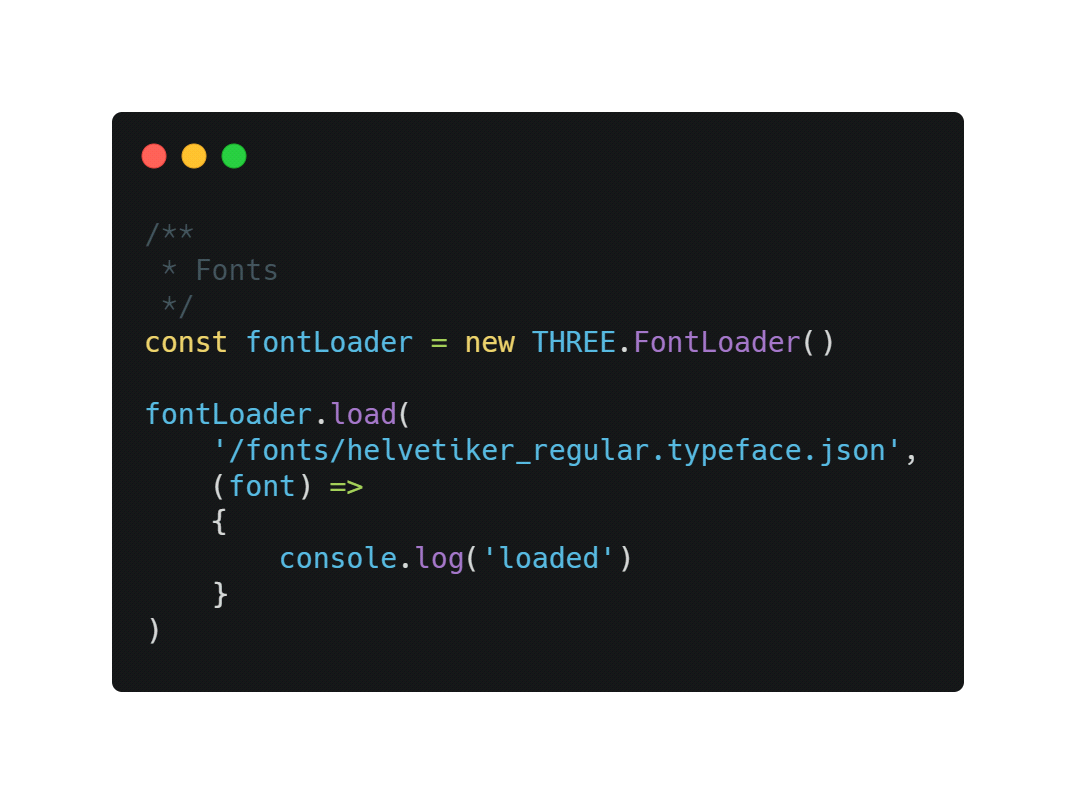 /**
 * Fonts
 */
const fontLoader = new THREE.FontLoader()

fontLoader.load(
    '/fonts/helvetiker_regular.typeface.json',
    (font) =>
    {
        console.log('loaded')
    }
)